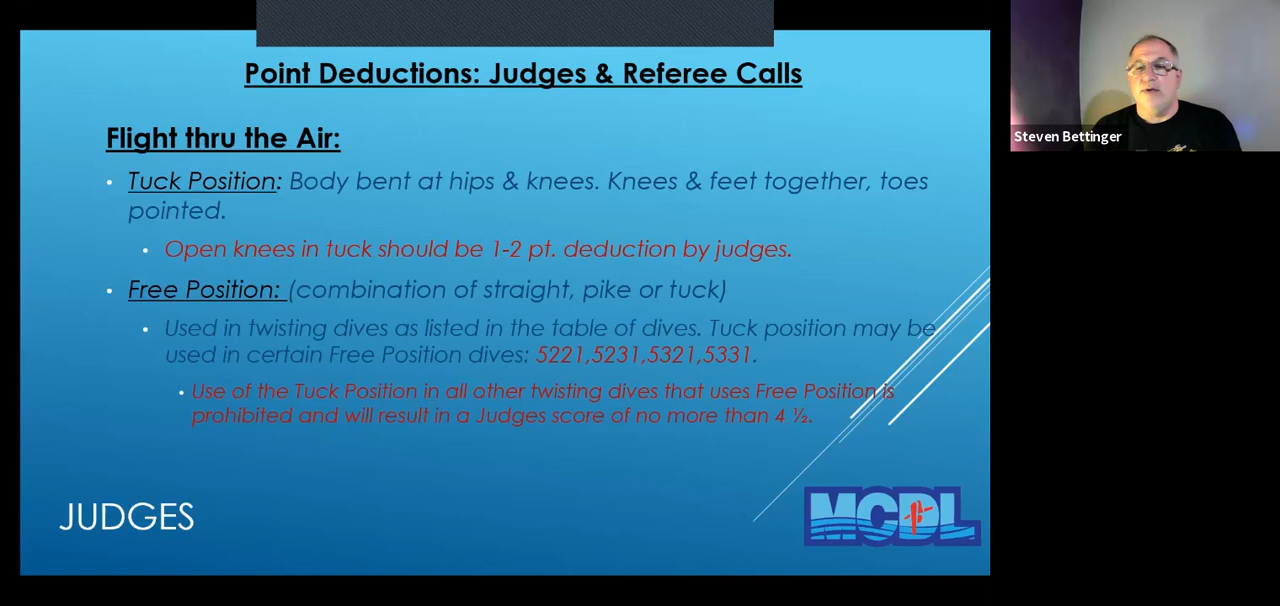 Point Deductions: Judges & Referee Calls
Steven Bettinger
Flight thru the Air:
• Tuck Position: Body bent at hips & knees. Knees & feet together, toes
pointed.
• Open knees in tuck should be 1-2 pt. deduction by judges.
• Free Position: (combination of straight, pike or tuck)
• Used in twisting dives as listed in the table of dives. Tuck position may be
used in certain Free Position dives: 5221,5231,5321,5331.
• Use of the Tuck Position in all other twisting dives that uses Free Position is
prohibited and will result in a Judges score of no more than 4 ½.
JUDGES
MCDL